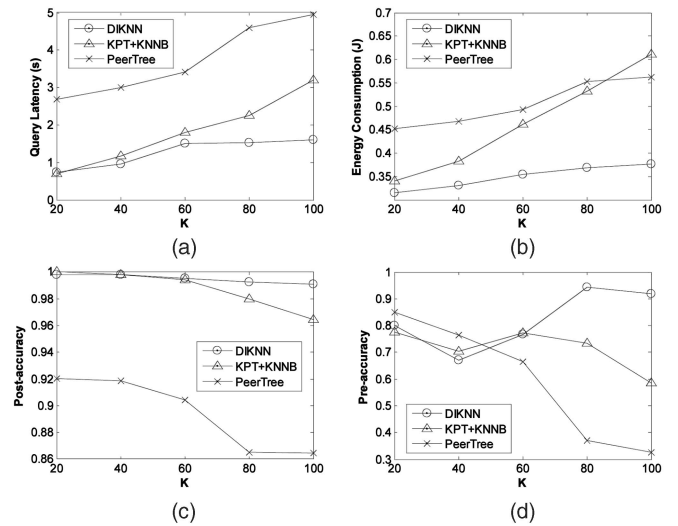 5
4
3
2
1
0
Query Latency (s)
DIKNN
KPT+KNNB
PeerTree
20 40 60 80 100
K
(a)
0.7
0.65
0.6
0.55
0.5
0.45
0.4
0.35
Energy Consumption (J)
DIKNN
KPT+KNNB
PeerTree
20 40 60 80 100
K
(b)
1
0.98
0.96
0.94
0.92
0.9
0.88
0.86
Post-accuracy
DIKNN
KPT+KNNB
PeerTree
20 40 60 80 100
K
(c)
1
0.9
0.8
0.7
0.6
0.5
0.4
0.3
Pre-accuracy
DIKNN
KPT+KNNB
PeerTree
20 40 60 80 100
K
(d)